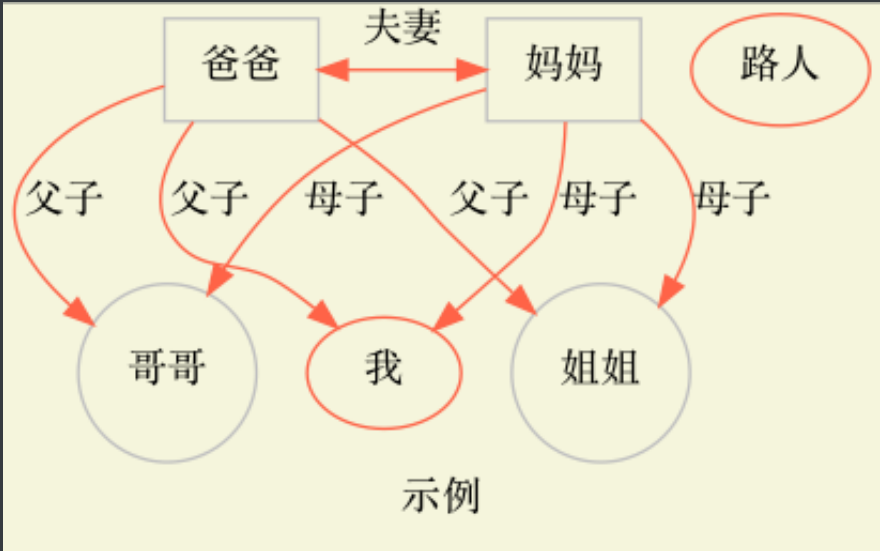 夫妻
爸爸 妈妈 路人
父子 父子 母子 父子 母子 母子
哥哥 我 姐姐
示例